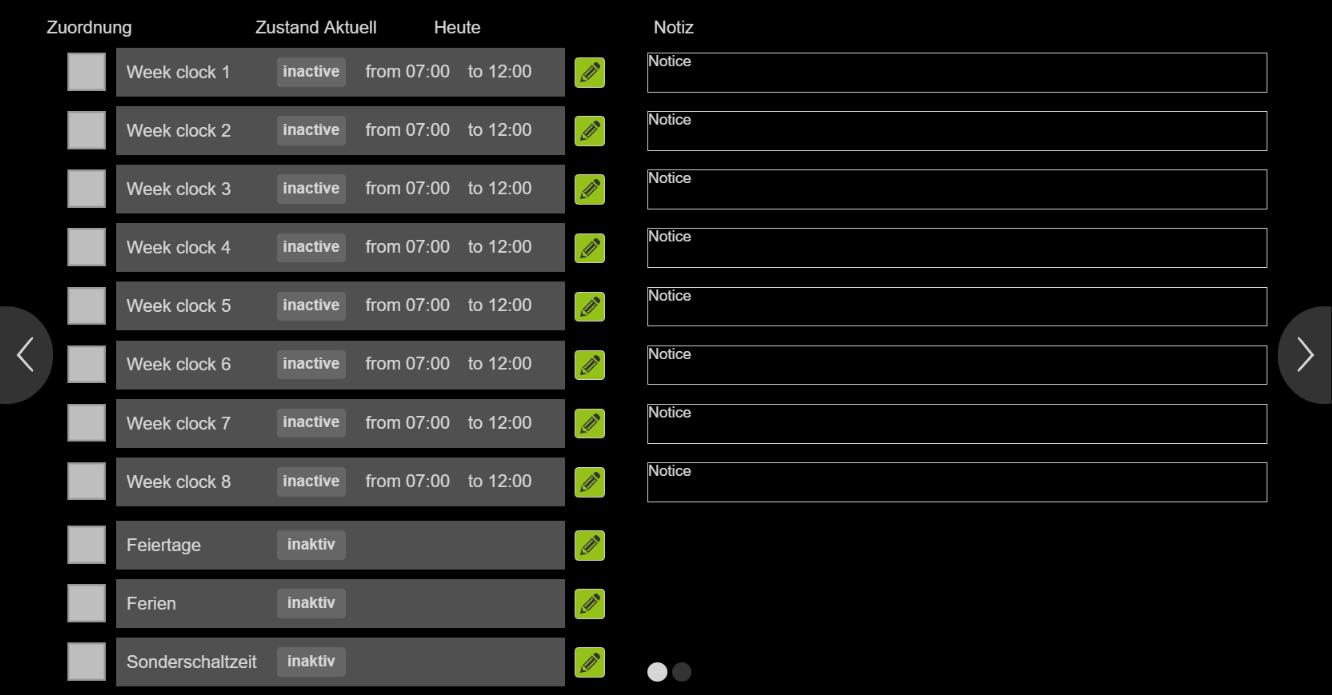 Zuordnung Zustand Aktuell Heute Notiz
Week clock 1 inactive from 07:00 to 12:00 Notice
Week clock 2 inactive from 07:00 to 12:00 Notice
Week clock 3 inactive from 07:00 to 12:00 Notice
Week clock 4 inactive from 07:00 to 12:00 Notice
Week clock 5 inactive from 07:00 to 12:00 Notice
Week clock 6 inactive from 07:00 to 12:00 Notice
Week clock 7 inactive from 07:00 to 12:00 Notice
Week clock 8 inactive from 07:00 to 12:00 Notice
Feiertage inaktiv
Ferien inaktiv
Sonderschaltzeit inaktiv